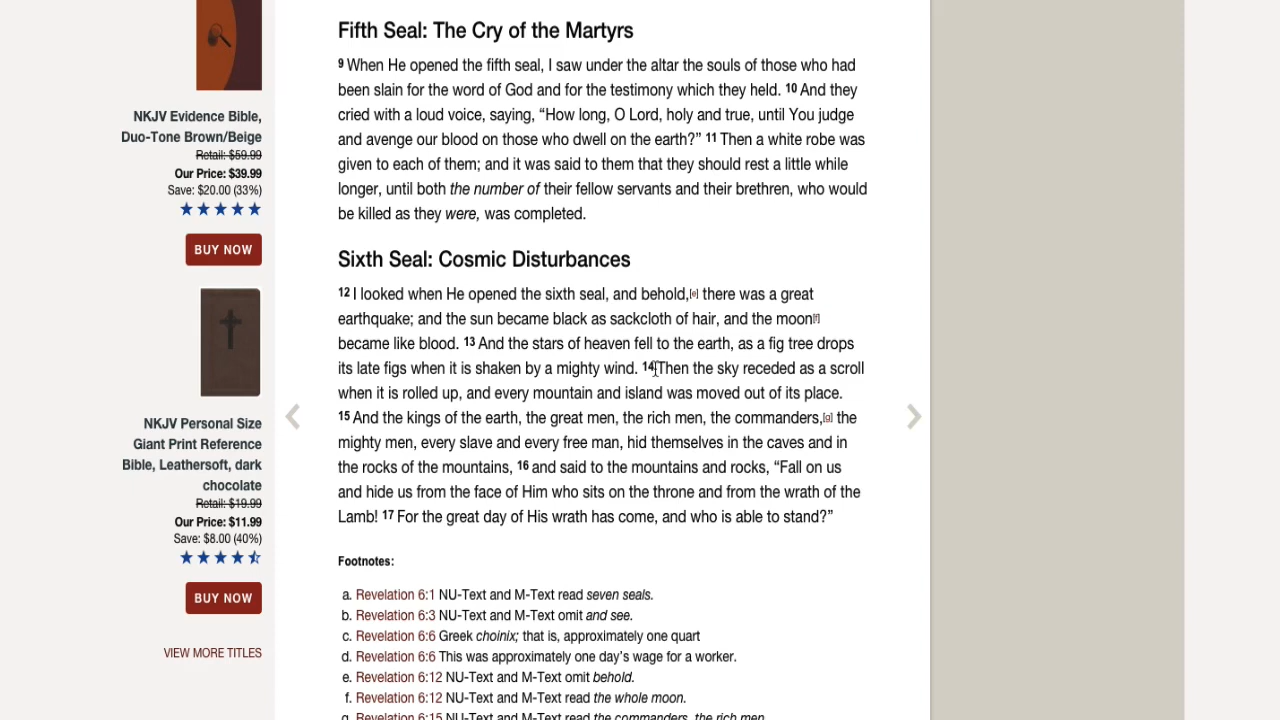 NKJV Evidence Bible,
Duo-Tone Brown/Beige
Retail: $59.99
Our Price: $39.99
Save: $20.00 (33%)
BUY NOW
NKJV Personal Size
Giant Print Reference
Bible, Leathersoft, dark
chocolate
Retail: $19.99
Our Price: $11.99
Save: $8.00 (40%)
BUY NOW
VIEW MORE TITLES
Fifth Seal: The Cry of the Martyrs
9 When He opened the fifth seal, I saw under the altar the souls of those who had
been slain for the word of God and for the testimony which they held. 10 And they
cried with a loud voice, saying, “How long, O Lord, holy and true, until You judge
and avenge our blood on those who dwell on the earth?” 11 Then a white robe was
given to each of them; and it was said to them that they should rest a little while
longer, until both the number of their fellow servants and their brethren, who would
be killed as they were, was completed.
Sixth Seal: Cosmic Disturbances
12 I looked when He opened the sixth seal, and behold,[e] there was a great
earthquake; and the sun became black as sackcloth of hair, and the moon[f]
became like blood. 13 And the stars of heaven fell to the earth, as a fig tree drops
its late figs when it is shaken by a mighty wind. 14 Then the sky receded as a scroll
when it is rolled up, and every mountain and island was moved out of its place.
15 And the kings of the earth, the great men, the rich men, the commanders,[g] the
mighty men, every slave and every free man, hid themselves in the caves and in
the rocks of the mountains, 16 and said to the mountains and rocks, “Fall on us
and hide us from the face of Him who sits on the throne and from the wrath of the
Lamb! 17 For the great day of His wrath has come, and who is able to stand?”
Footnotes:
a. Revelation 6:1 NU-Text and M-Text read seven seals.
b. Revelation 6:3 NU-Text and M-Text omit and see.
c. Revelation 6:6 Greek choinix; that is, approximately one quart
d. Revelation 6:6 This was approximately one day’s wage for a worker.
e. Revelation 6:12 NU-Text and M-Text omit behold.
f. Revelation 6:12 NU-Text and M-Text read the whole moon.
g. Revelation 6:15 NU-Text and M-Text read the commanders, the rich men